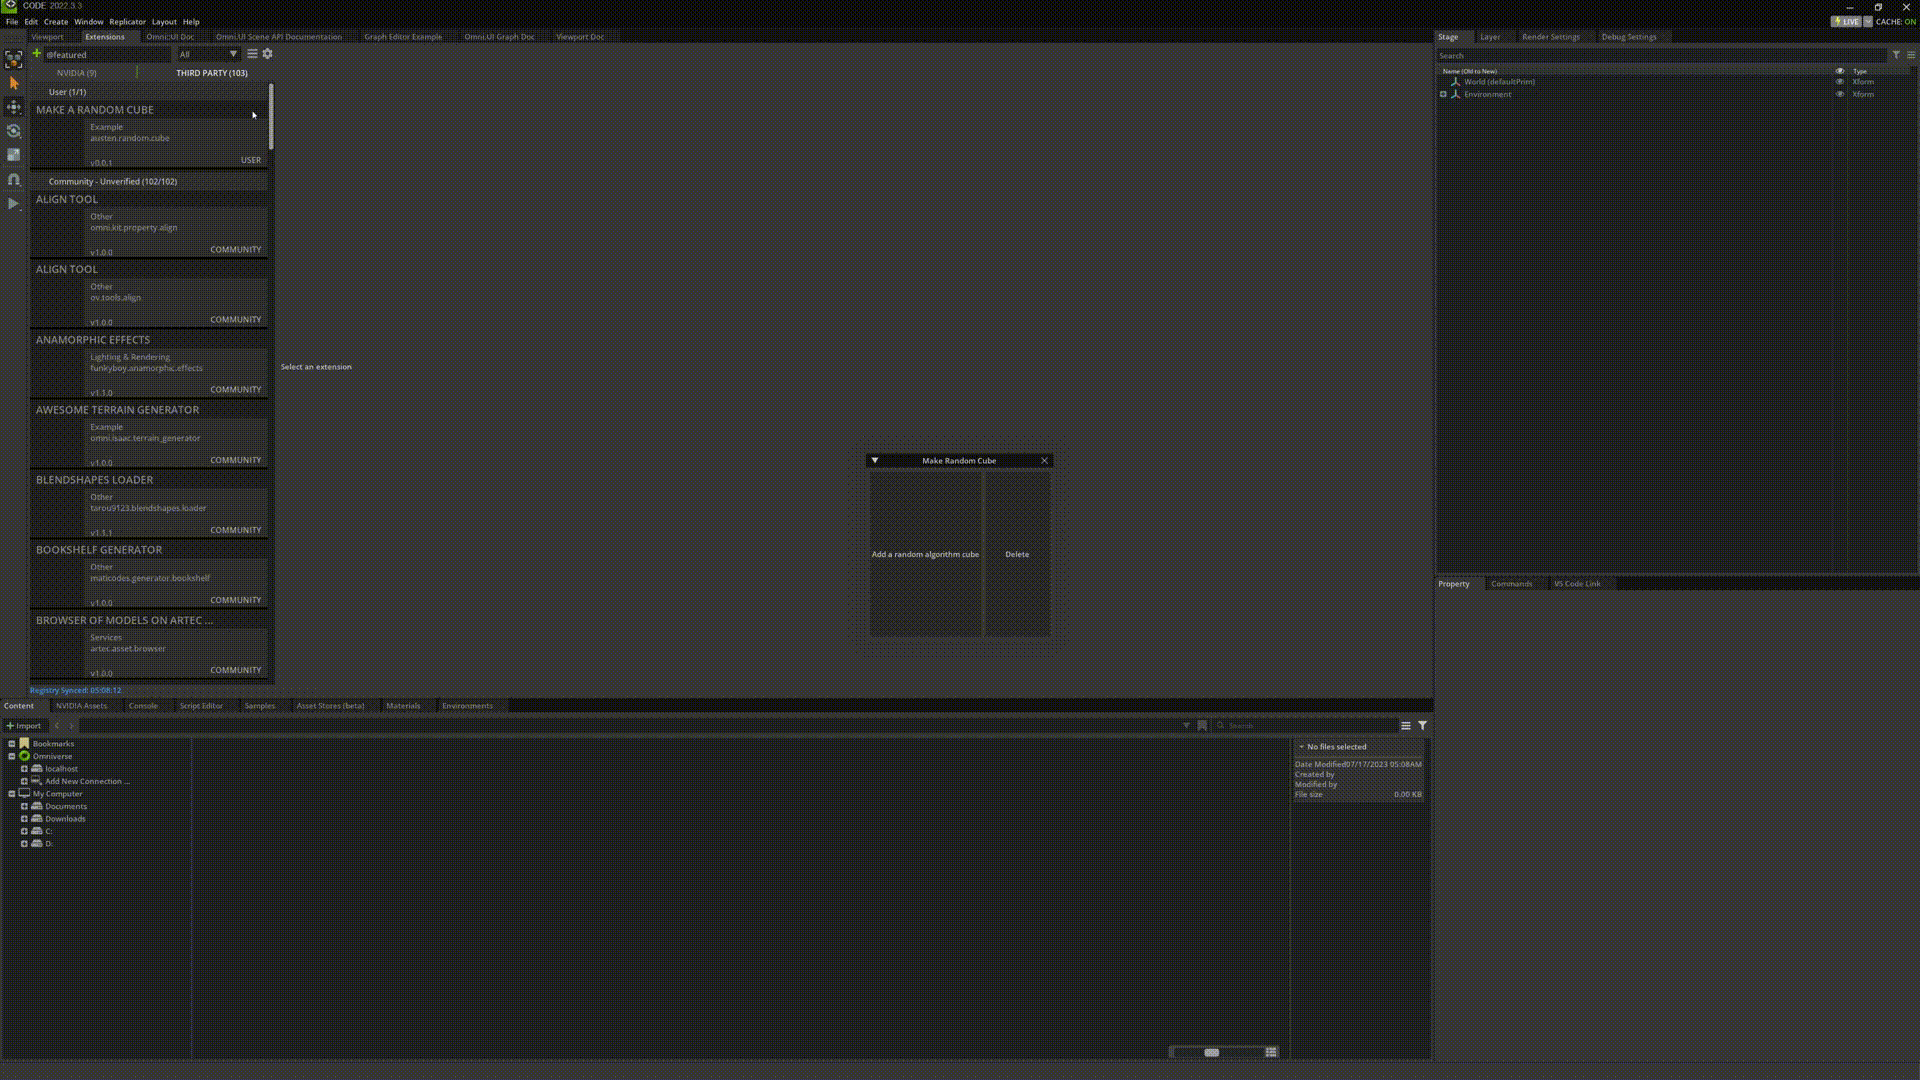 CODE 2022.3.3
File Edit Create Window Replicator Layout Help
LIVE CACHE: ON
Viewport Extensions Omni::UI Doc Omni.UI Scene API Documentation Graph Editor Example Omni.UI Graph Doc Viewport Doc
@featured All
NVIDIA (9) THIRD PARTY (103)
User (1/1)
MAKE A RANDOM CUBE
Example
austen.random.cube
v0.0.1 USER
Community - Unverified (102/102)
ALIGN TOOL
Other
omni.kit.property.align
v1.0.0 COMMUNITY
ALIGN TOOL
Other
ov.tools.align
v1.0.0 COMMUNITY
ANAMORPHIC EFFECTS
Lighting & Rendering
funkyboy.anamorphic.effects
v1.1.0 COMMUNITY
AWESOME TERRAIN GENERATOR
Example
omni.isaac.terrain_generator
v1.0.0 COMMUNITY
BLENDSHAPES LOADER
Other
tarou9123.blendshapes.loader
v1.1.1 COMMUNITY
BOOKSHELF GENERATOR
Other
maticodes.generator.bookshelf
v1.0.0 COMMUNITY
BROWSER OF MODELS ON ARTEC ...
Services
artec.asset.browser
v1.0.0 COMMUNITY
Registry Synced: 05:08:12
Select an extension
Make Random Cube
Add a random algorithm cube Delete
Stage Layer Render Settings Debug Settings
Search
Name (Old to New) Type
World (defaultPrim) Xform
Environment Xform
Property Commands VS Code Link
Content NVIDIA Assets Console Script Editor Samples Asset Stores (beta) Materials Environments
Import Search
Bookmarks
Omniverse
localhost
Add New Connection ...
My Computer
Documents
Downloads
C:
D:
No files selected
Date Modified07/17/2023 05:08AM
Created by
Modified by
File size 0.00 KB